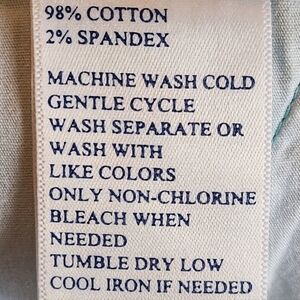 98% COTTON
2% SPANDEX
MACHINE WASH COLD
GENTLE CYCLE
WASH SEPARATE OR
WASH WITH
LIKE COLORS
ONLY NON-CHLORINE
BLEACH WHEN
NEEDED
TUMBLE DRY LOW
COOL IRON IF NEEDED